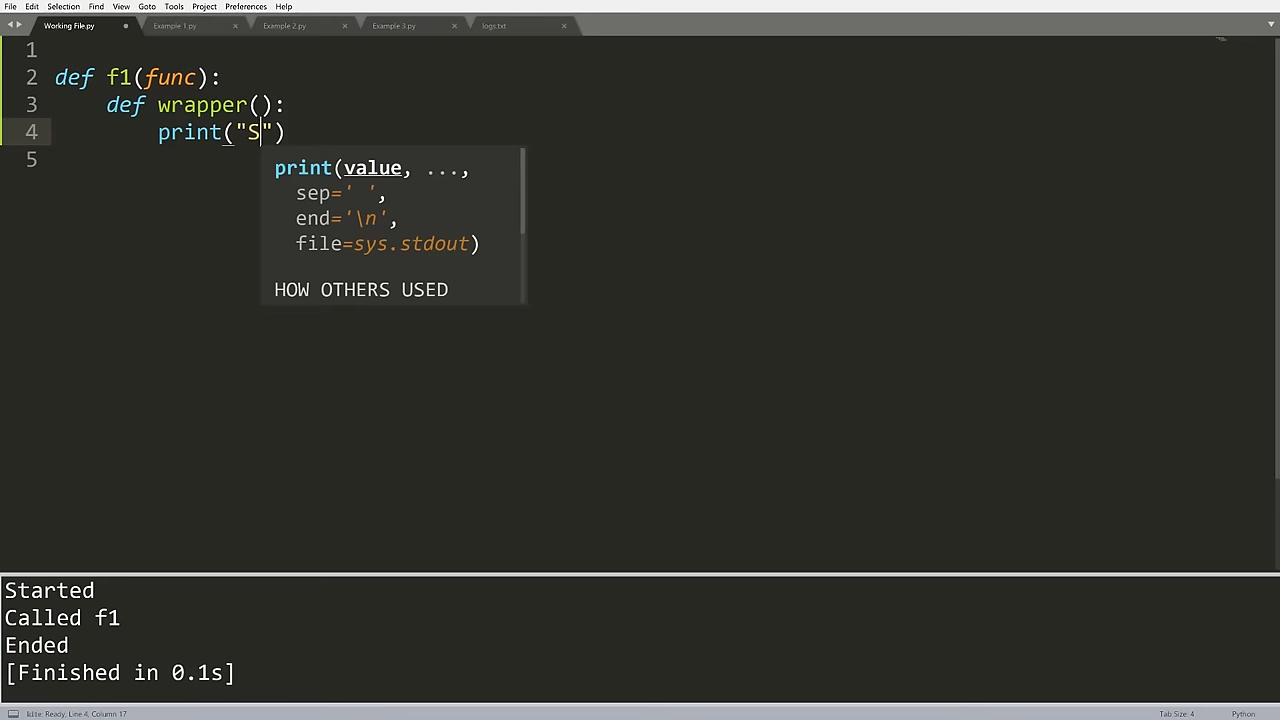 File Edit Selection Find View Goto Tools Project Preferences Help
Working File.py Example 1.py Example 2.py Example 3.py logs.txt
1
2 def f1(func):
3 def wrapper():
4 print("S")
5
print(value, ...,
sep=' ',
end='\n',
file=sys.stdout)
HOW OTHERS USED
Started
Called f1
Ended
[Finished in 0.1s]
kite: Ready, Line 4, Column 17 Tab Size: 4 Python